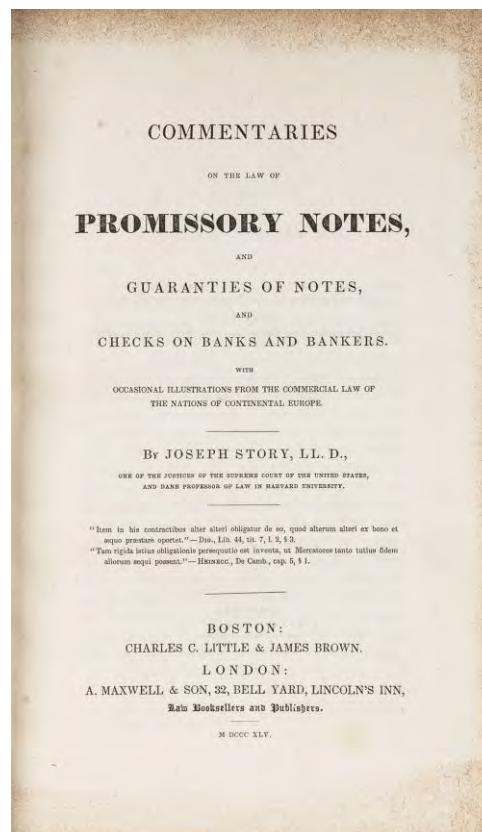 COMMENTARIES
ON THE LAW OF
PROMISSORY NOTES,
AND
GUARANTIES OF NOTES,
AND
CHECKS ON BANKS AND BANKERS.
WITH
OCCASIONAL ILLUSTRATIONS FROM THE COMMERCIAL LAW OF
THE NATIONS OF CONTINENTAL EUROPE.
BY JOSEPH STORY, LL. D.,
ONE OF THE JUSTICES OF THE SUPREME COURT OF THE UNITED STATES,
AND DANE PROFESSOR OF LAW IN HARVARD UNIVERSITY.
"Item in his contractibus alter alteri obligatur de eo, quod alterum alteri ex bono et
æquo præstare oportet."—DIG., Lib. 44, tit. 7, l. 2, § 3.
"Tam rigida istius obligationis persequutio est inventa, ut Mercatores tanto tutius fidem
aliorum sequi possent."—HEINECC., De Camb., cap. 5, § 1.
BOSTON:
CHARLES C. LITTLE & JAMES BROWN.
LONDON:
A. MAXWELL & SON, 32, BELL YARD, LINCOLN'S INN,
Law Booksellers and Publishers.
M DCCC XLV.